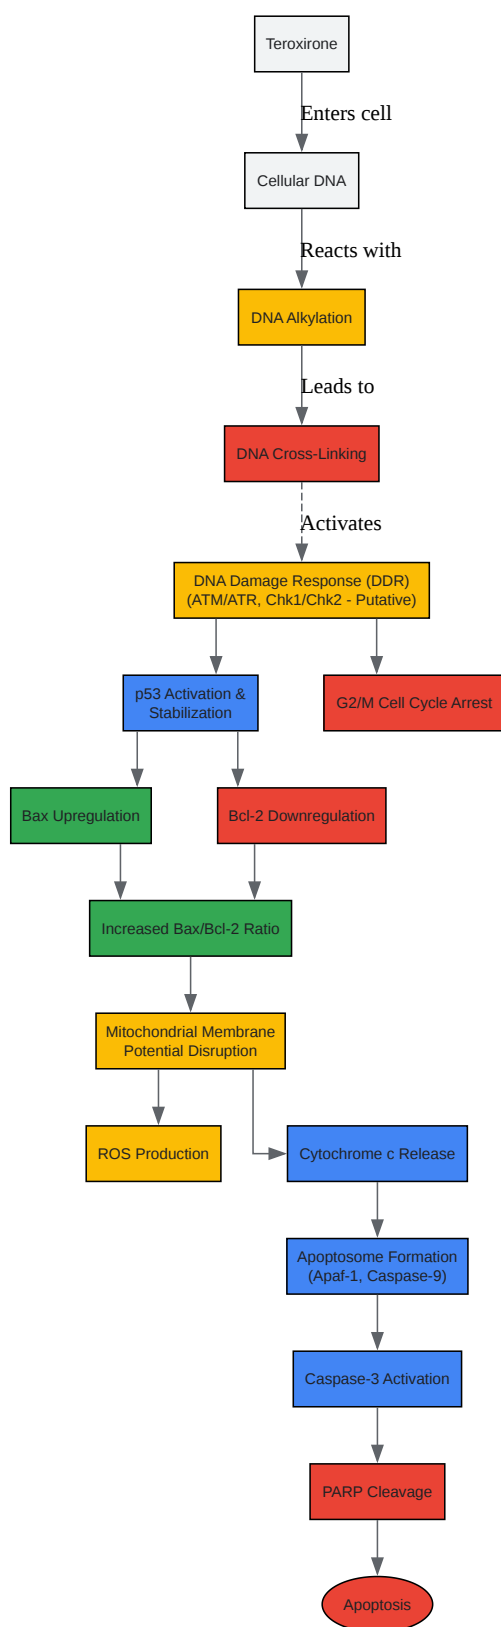 Teroxirone
Enters cell
Cellular DNA
Reacts with
DNA Alkylation
Leads to
DNA Cross-Linking
Activates
DNA Damage Response (DDR)
(ATM/ATR, Chk1/Chk2 - Putative)
p53 Activation &
Stabilization
G2/M Cell Cycle Arrest
Bax Upregulation
Bcl-2 Downregulation
Increased Bax/Bcl-2 Ratio
Mitochondrial Membrane
Potential Disruption
ROS Production
Cytochrome c Release
Apoptosome Formation
(Apaf-1, Caspase-9)
Caspase-3 Activation
PARP Cleavage
Apoptosis